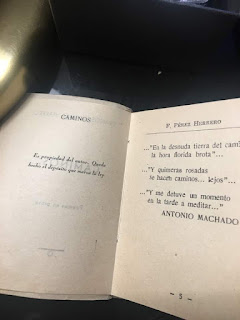 CAMINOS
Es propiedad del autor. Queda
hecho el depósito que marca la ley
F. PÉREZ HERRERO
..."En la desnuda tierra del cami
la hora florida brota"...
..."Y quimeras rosadas
se hacen caminos... lejos"...
..."Y me detuve un momento
en la tarde a meditar..."
ANTONIO MACHADO
— 5 —